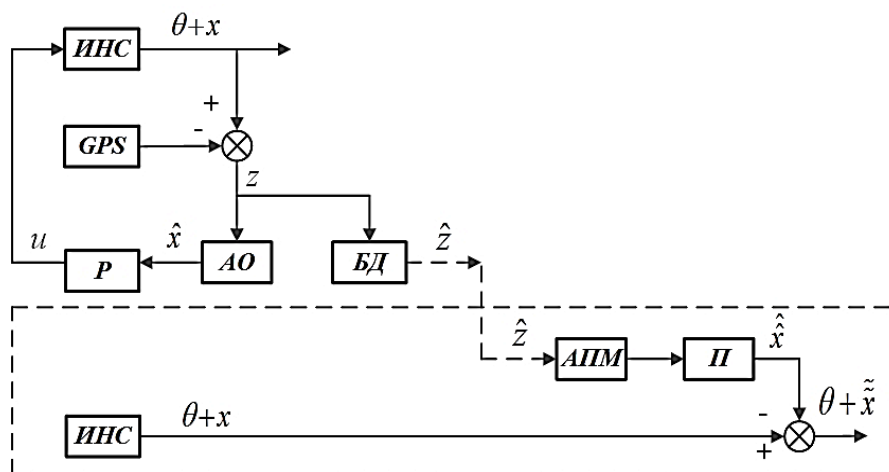 ИНС
θ+x
+
GPS
-
z
u
P
x̂
АО
БД
ẑ
ẑ
АПМ
П
x̂̂
ИНС
θ+x
-
+
θ+x̃̃